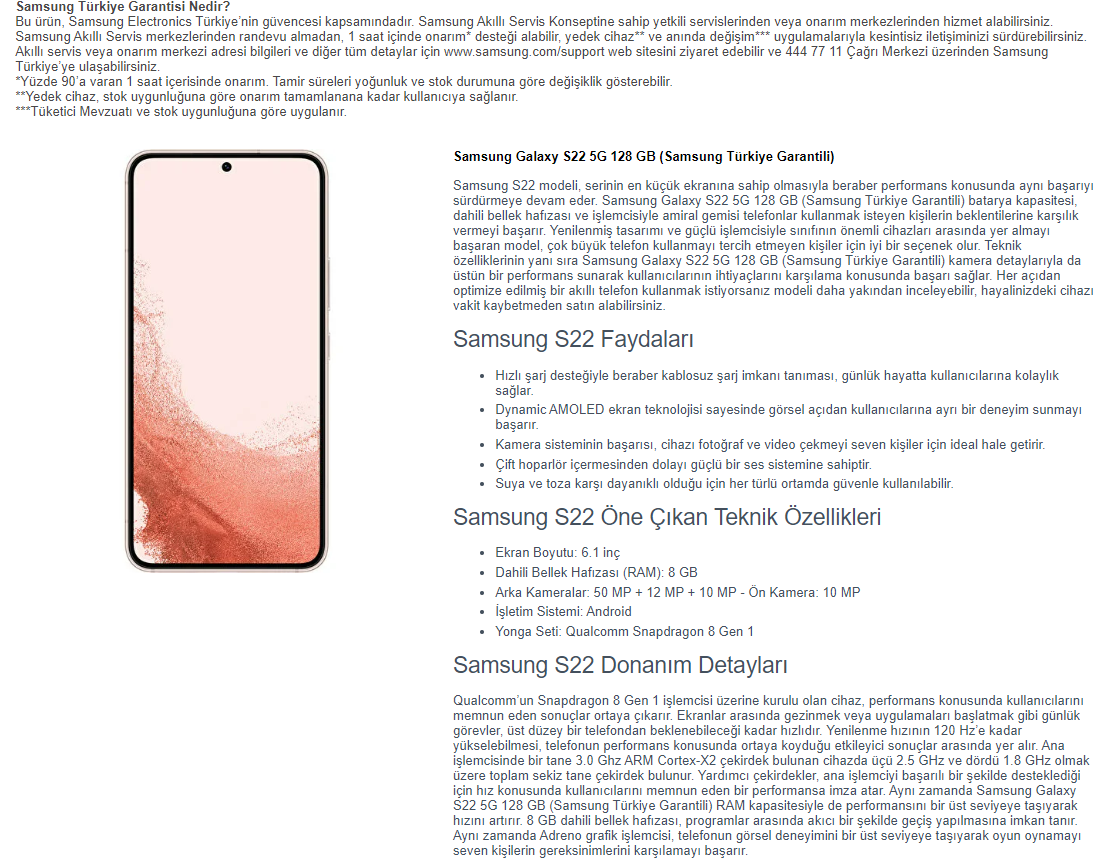 Samsung Türkiye Garantisi Nedir?
Bu ürün, Samsung Electronics Türkiye'nin güvencesi kapsamındadır. Samsung Akıllı Servis Konseptine sahip yetkili servislerinden veya onarım merkezlerinden hizmet alabilirsiniz.
Samsung Akıllı Servis merkezlerinden randevu almadan, 1 saat içinde onarım* desteği alabilir, yedek cihaz** ve anında değişim*** uygulamalarıyla kesintisiz iletişiminizi sürdürebilirsiniz.
Akıllı servis veya onarım merkezi adresi bilgileri ve diğer tüm detaylar için www.samsung.com/support web sitesini ziyaret edebilir ve 444 77 11 Çağrı Merkezi üzerinden Samsung
Türkiye'ye ulaşabilirsiniz.
*Yüzde 90'a varan 1 saat içerisinde onarım. Tamir süreleri yoğunluk ve stok durumuna göre değişiklik gösterebilir.
**Yedek cihaz, stok uygunluğuna göre onarım tamamlanana kadar kullanıcıya sağlanır.
***Tüketici Mevzuatı ve stok uygunluğuna göre uygulanır.
Samsung Galaxy S22 5G 128 GB (Samsung Türkiye Garantili)
Samsung S22 modeli, serinin en küçük ekranına sahip olmasıyla beraber performans konusunda aynı başarıyı
sürdürmeye devam eder. Samsung Galaxy S22 5G 128 GB (Samsung Türkiye Garantili) batarya kapasitesi,
dahili bellek hafızası ve işlemcisiyle amiral gemisi telefonlar kullanmak isteyen kişilerin beklentilerine karşılık
vermeyi başarır. Yenilenmiş tasarımı ve güçlü işlemcisiyle sınıfının önemli cihazları arasında yer almayı
başaran model, çok büyük telefon kullanmayı tercih etmeyen kişiler için iyi bir seçenek olur. Teknik
özelliklerinin yanı sıra Samsung Galaxy S22 5G 128 GB (Samsung Türkiye Garantili) kamera detaylarıyla da
üstün bir performans sunarak kullanıcılarının ihtiyaçlarını karşılama konusunda başarı sağlar. Her açıdan
optimize edilmiş bir akıllı telefon kullanmak istiyorsanız modeli daha yakından inceleyebilir, hayalinizdeki cihazı
vakit kaybetmeden satın alabilirsiniz.
Samsung S22 Faydaları
• Hızlı şarj desteğiyle beraber kablosuz şarj imkanı tanıması, günlük hayatta kullanıcılarına kolaylık
sağlar.
• Dynamic AMOLED ekran teknolojisi sayesinde görsel açıdan kullanıcılarına ayrı bir deneyim sunmayı
başarır.
• Kamera sisteminin başarısı, cihazı fotoğraf ve video çekmeyi seven kişiler için ideal hale getirir.
• Çift hoparlör içermesinden dolayı güçlü bir ses sistemine sahiptir.
• Suya ve toza karşı dayanıklı olduğu için her türlü ortamda güvenle kullanılabilir.
Samsung S22 Öne Çıkan Teknik Özellikleri
• Ekran Boyutu: 6.1 inç
• Dahili Bellek Hafızası (RAM): 8 GB
• Arka Kameralar: 50 MP + 12 MP + 10 MP - Ön Kamera: 10 MP
• İşletim Sistemi: Android
• Yonga Seti: Qualcomm Snapdragon 8 Gen 1
Samsung S22 Donanım Detayları
Qualcomm'un Snapdragon 8 Gen 1 işlemcisi üzerine kurulu olan cihaz, performans konusunda kullanıcılarını
memnun eden sonuçlar ortaya çıkarır. Ekranlar arasında gezinmek veya uygulamaları başlatmak gibi günlük
görevler, üst düzey bir telefondan beklenebileceği kadar hızlıdır. Yenilenme hızının 120 Hz'e kadar
yükselebilmesi, telefonun performans konusunda ortaya koyduğu etkileyici sonuçlar arasında yer alır. Ana
işlemcisinde bir tane 3.0 Ghz ARM Cortex-X2 çekirdek bulunan cihazda üçü 2.5 GHz ve dördü 1.8 GHz olmak
üzere toplam sekiz tane çekirdek bulunur. Yardımcı çekirdekler, ana işlemciyi başarılı bir şekilde desteklediği
için hız konusunda kullanıcılarını memnun eden bir performansa imza atar. Aynı zamanda Samsung Galaxy
S22 5G 128 GB (Samsung Türkiye Garantili) RAM kapasitesiyle de performansını bir üst seviyeye taşıyarak
hızını artırır. 8 GB dahili bellek hafızası, programlar arasında akıcı bir şekilde geçiş yapılmasına imkan tanır.
Aynı zamanda Adreno grafik işlemcisi, telefonun görsel deneyimini bir üst seviyeye taşıyarak oyun oynamayı
seven kişilerin gereksinimlerini karşılamayı başarır.